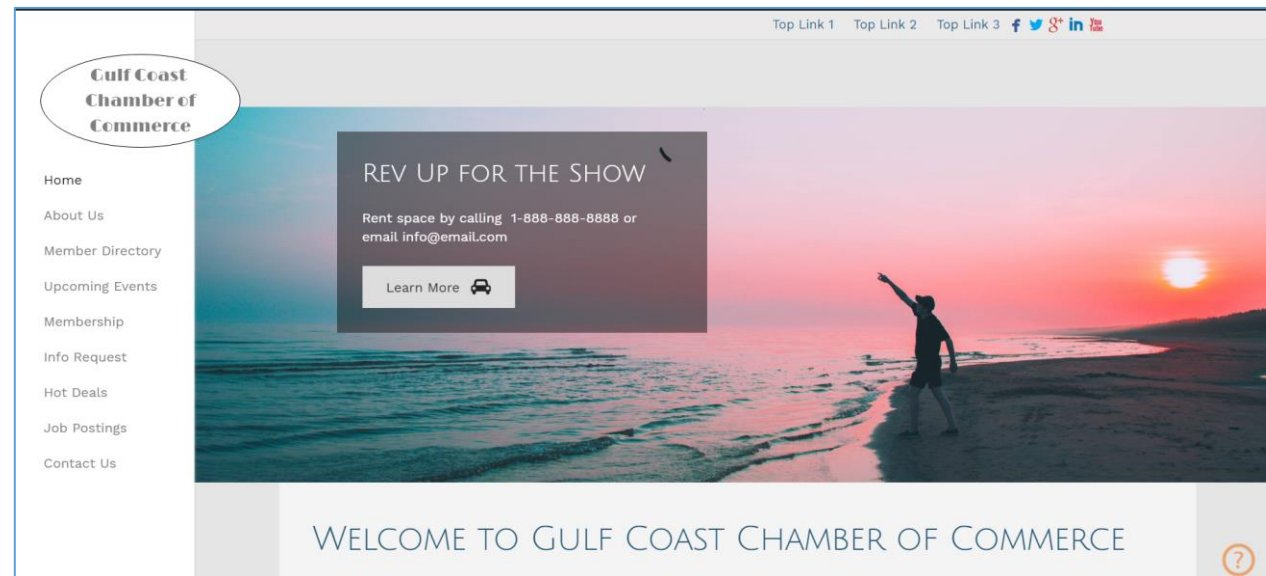 Top Link 1 Top Link 2 Top Link 3 f g+ in You Tube
Gulf Coast
Chamber of
Commerce
Home
About Us
Member Directory
Upcoming Events
Membership
Info Request
Hot Deals
Job Postings
Contact Us
Rev Up for the Show
Rent space by calling 1-888-888-8888 or
email info@email.com
Learn More
Welcome to Gulf Coast Chamber of Commerce
?